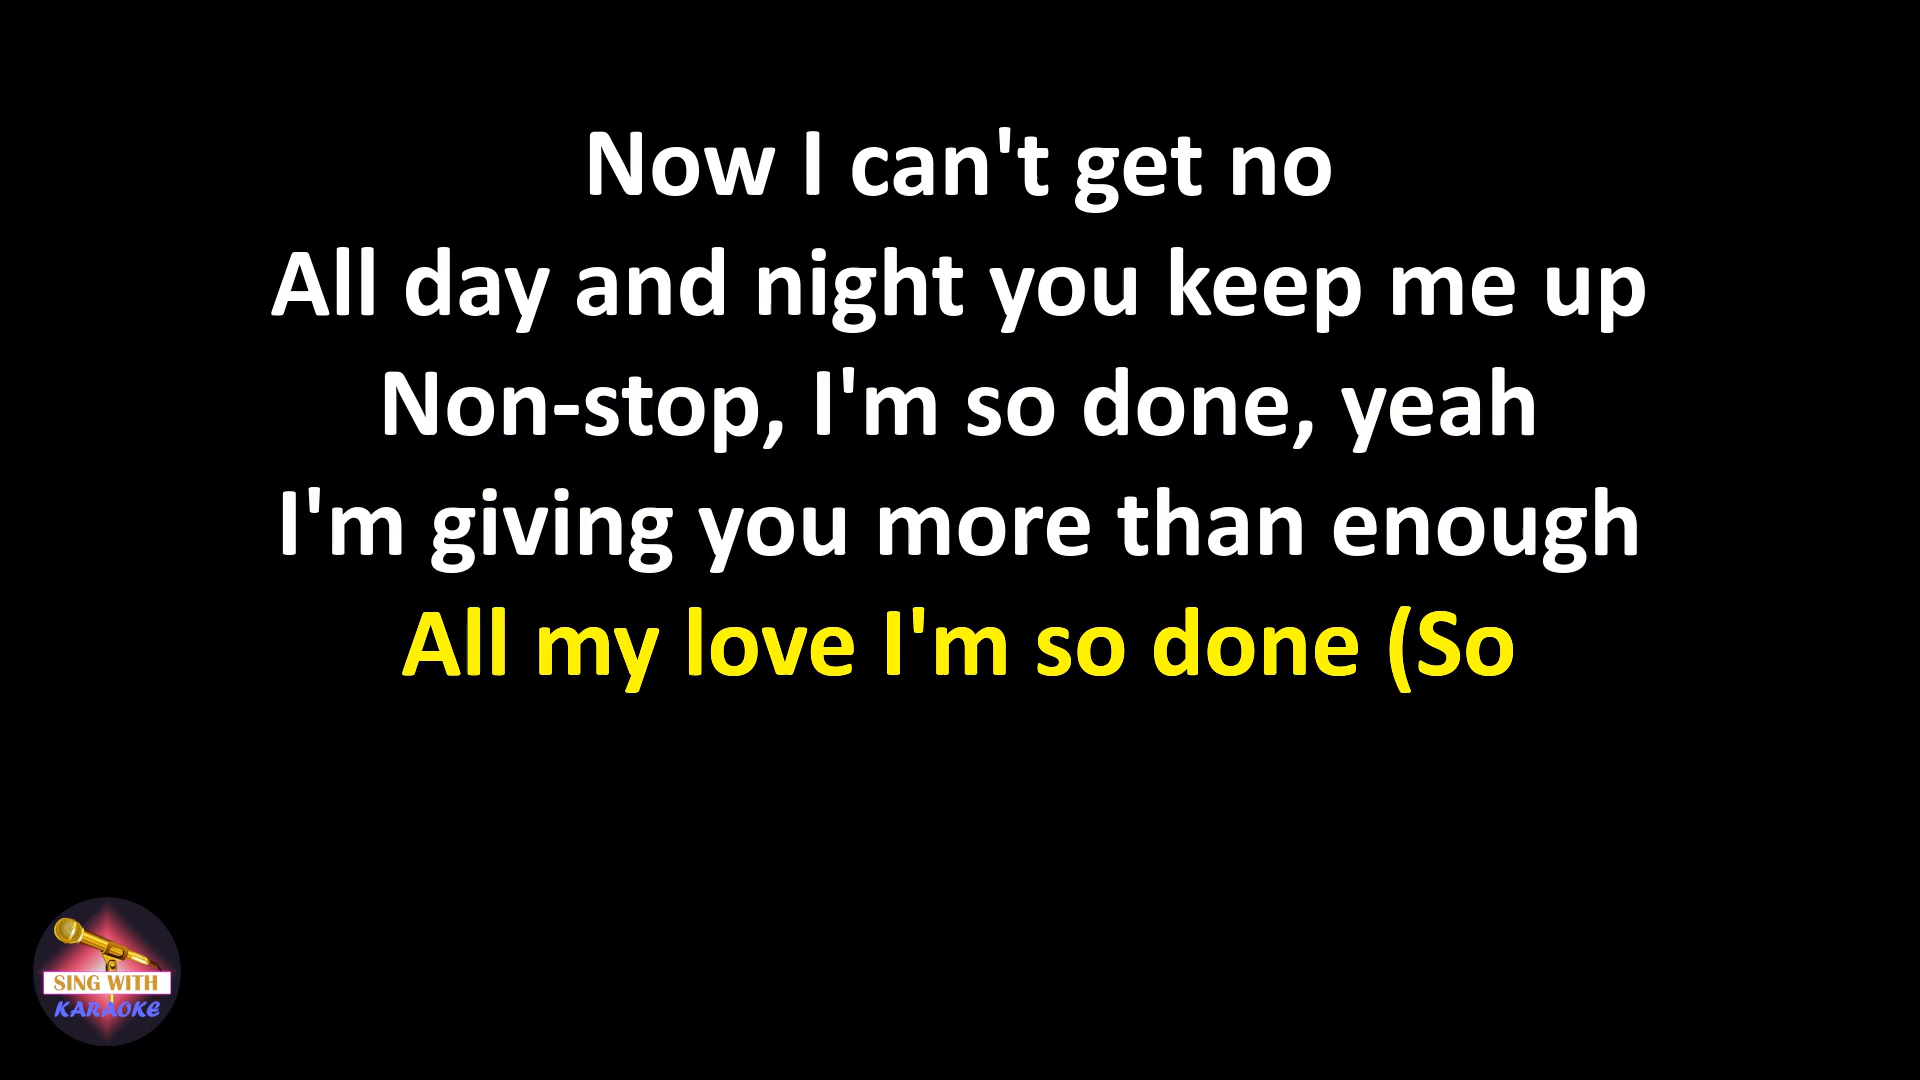 Now I can't get no
All day and night you keep me up
Non-stop, I'm so done, yeah
I'm giving you more than enough
All my love I'm so done (So
SING WITH
KARAOKE